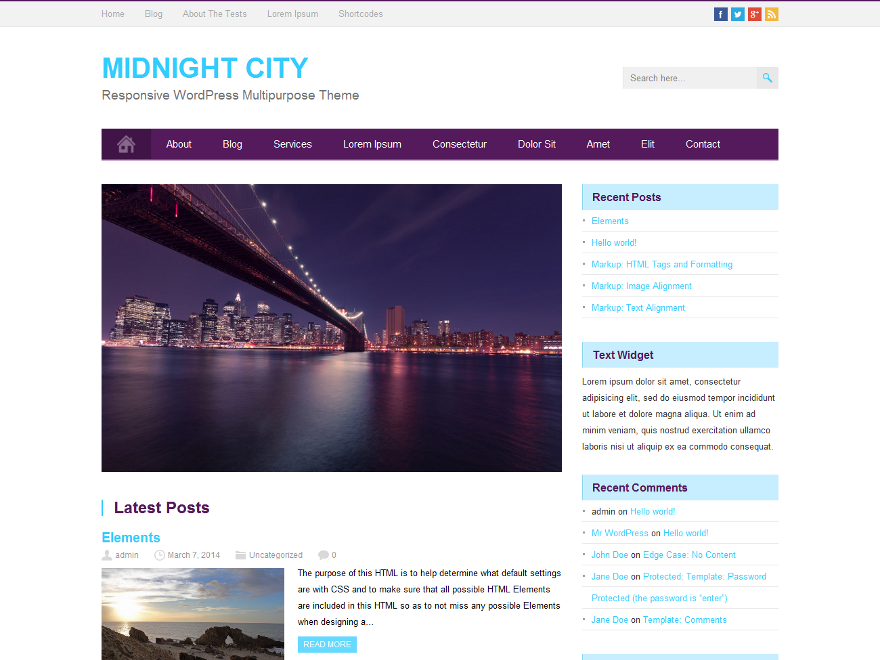 Home Blog About The Tests Lorem Ipsum Shortcodes
MIDNIGHT CITY
Responsive WordPress Multipurpose Theme
Search here...
About Blog Services Lorem Ipsum Consectetur Dolor Sit Amet Elit Contact
Recent Posts
Elements
Hello world!
Markup: HTML Tags and Formatting
Markup: Image Alignment
Markup: Text Alignment
Text Widget
Lorem ipsum dolor sit amet, consectetur
adipisicing elit, sed do eiusmod tempor incididunt
ut labore et dolore magna aliqua. Ut enim ad
minim veniam, quis nostrud exercitation ullamco
laboris nisi ut aliquip ex ea commodo consequat.
Recent Comments
admin on Hello world!
Mr WordPress on Hello world!
John Doe on Edge Case: No Content
Jane Doe on Protected: Template: Password
Protected (the password is "enter")
Jane Doe on Template: Comments
Latest Posts
Elements
admin March 7, 2014 Uncategorized 0
The purpose of this HTML is to help determine what default settings
are with CSS and to make sure that all possible HTML Elements
are included in this HTML so as to not miss any possible Elements
when designing a...
READ MORE